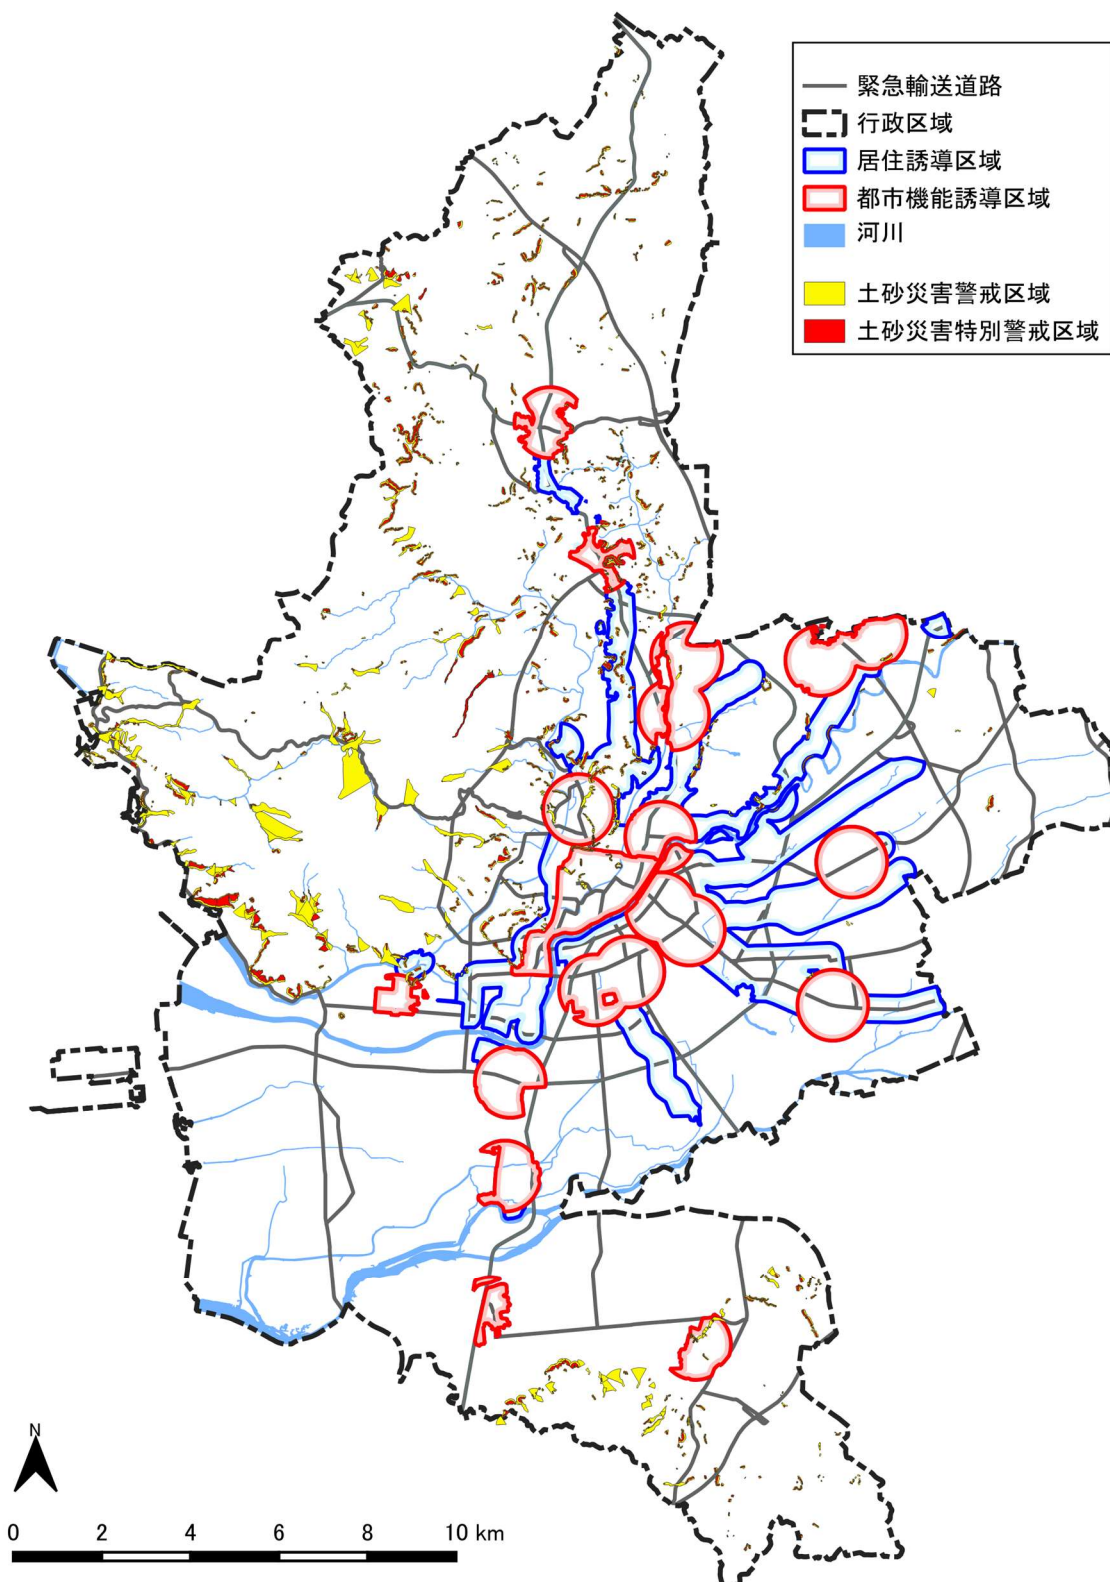 緊急輸送道路
行政区域
居住誘導区域
都市機能誘導区域
河川
土砂災害警戒区域
土砂災害特別警戒区域
N
0 2 4 6 8 10 km